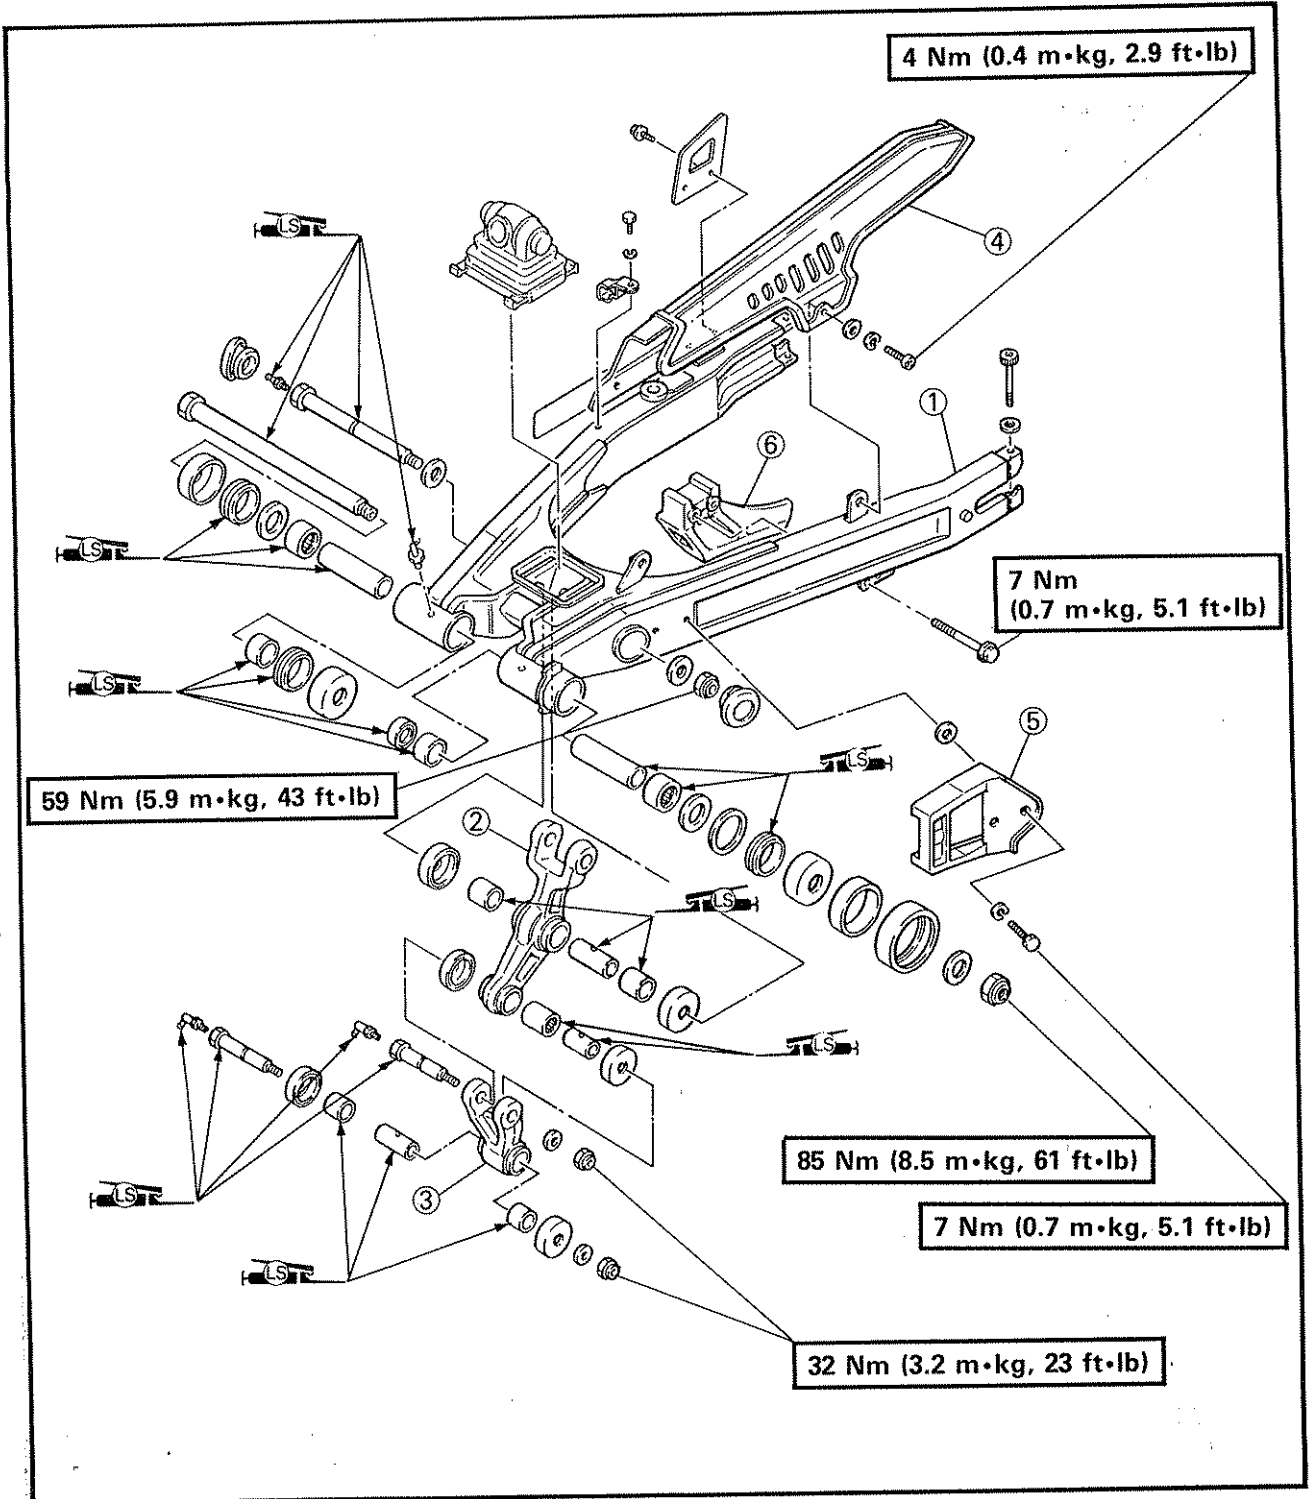 4 Nm (0.4 m•kg, 2.9 ft•lb)
LS
④
①
⑥
LS
7 Nm
(0.7 m•kg, 5.1 ft•lb)
LS
⑤
LS
59 Nm (5.9 m•kg, 43 ft•lb)
②
LS
LS
85 Nm (8.5 m•kg, 61 ft•lb)
③
LS
7 Nm (0.7 m•kg, 5.1 ft•lb)
LS
32 Nm (3.2 m•kg, 23 ft•lb)